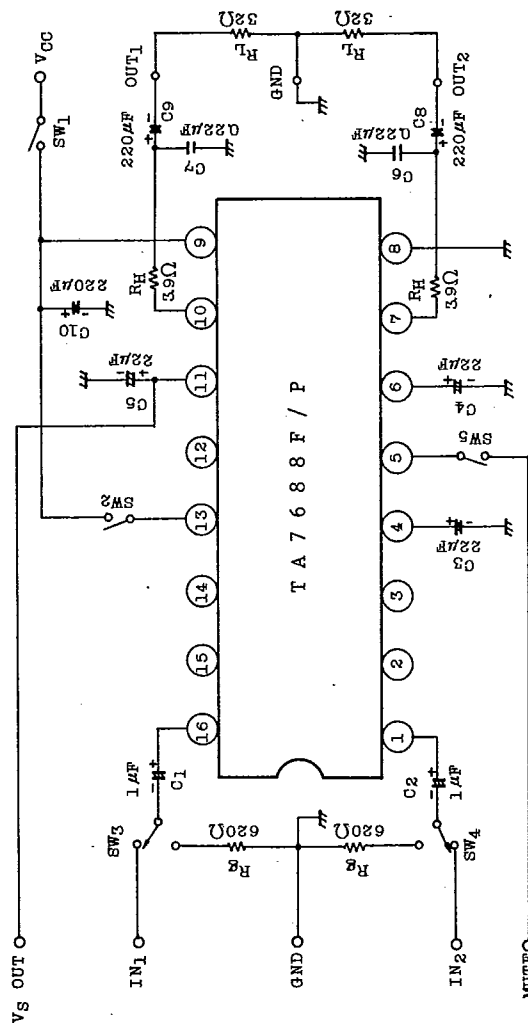 VS OUT
IN1
GND
IN2
MUTE
SW3
SW4
Rg
620Ω
Rg
620Ω
1µF
C1
C2
1µF
16
15
14
13
12
11
10
9
1
2
3
4
5
6
7
8
TA7688F/P
SW2
C5
22µF
C10
220µF
SW1
VCC
C3
22µF
SW5
C4
22µF
RH
3.9Ω
RH
3.9Ω
C7
0.22µF
C6
0.22µF
220µF
C9
C8
220µF
OUT1
OUT2
GND
RL
32Ω
RL
32Ω